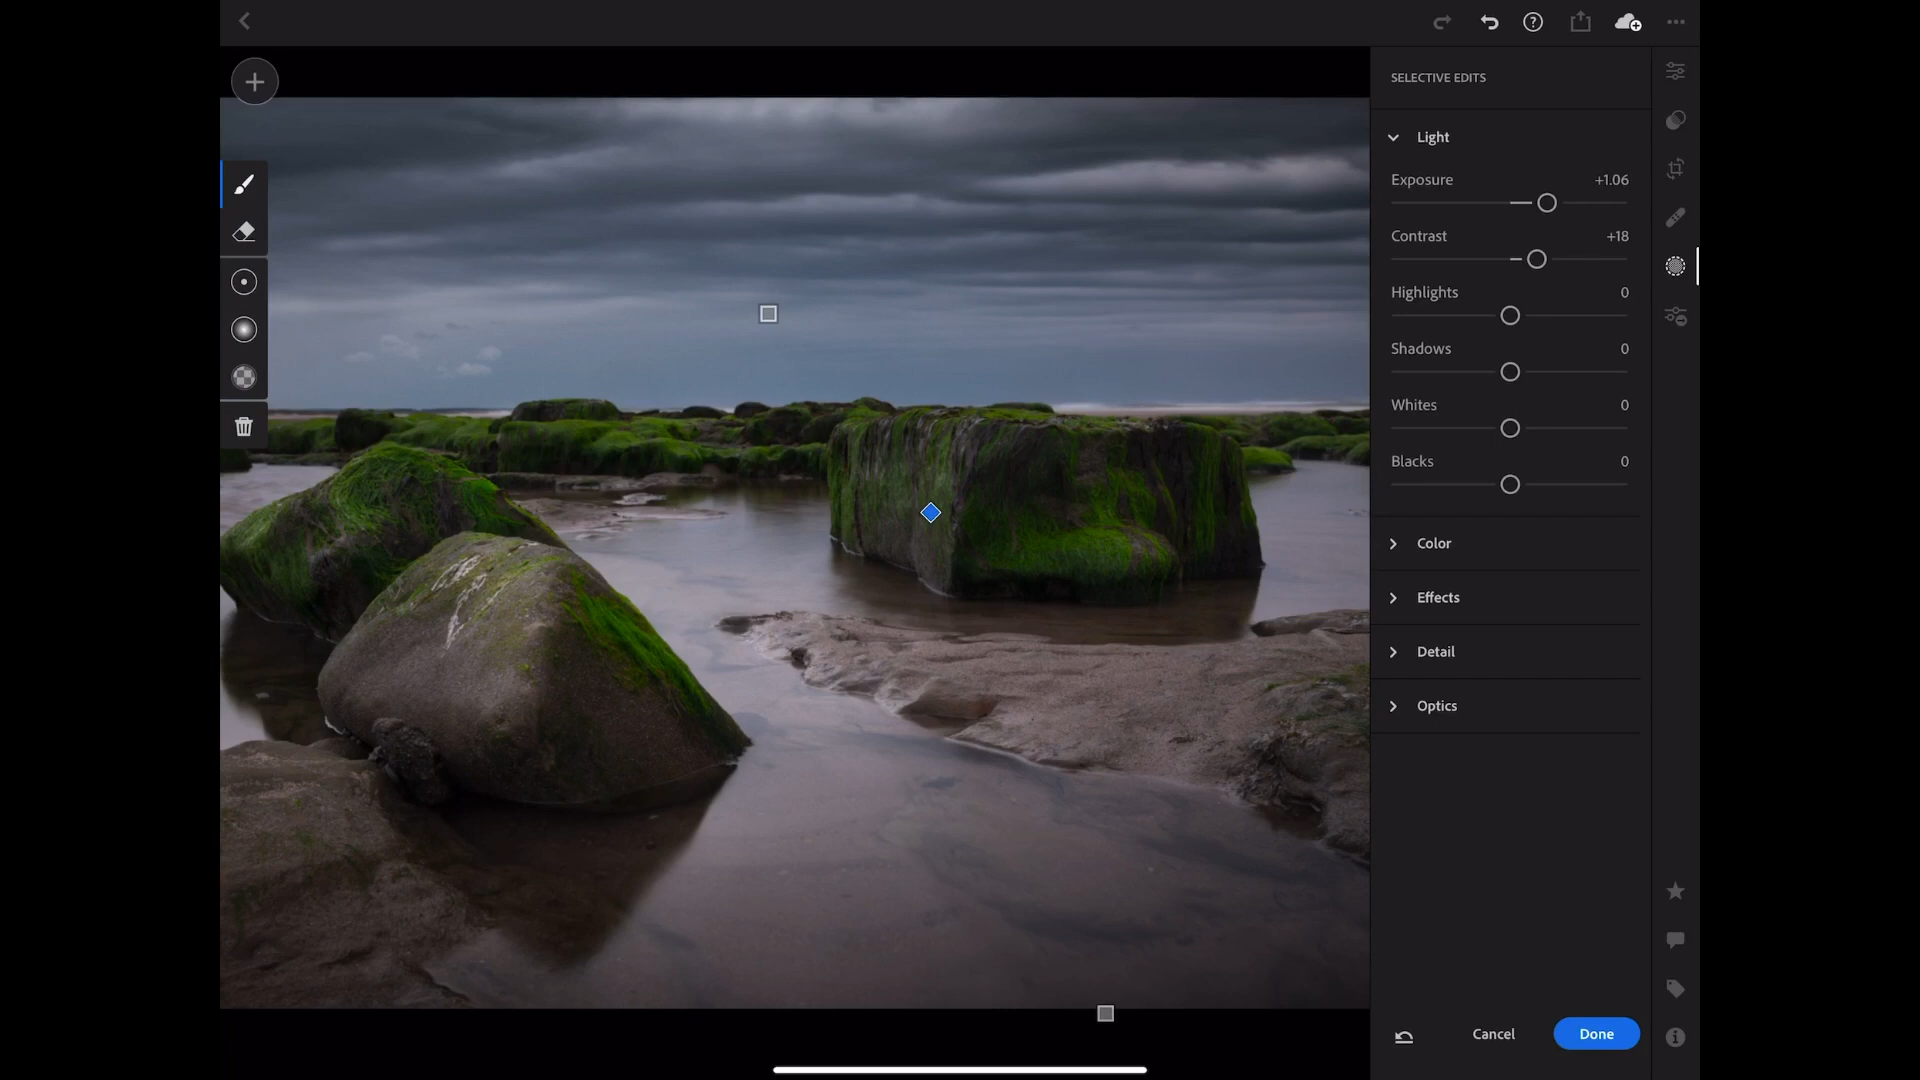 SELECTIVE EDITS
Light
Exposure +1.06
Contrast +18
Highlights 0
Shadows 0
Whites 0
Blacks 0
Color
Effects
Detail
Optics
Cancel Done